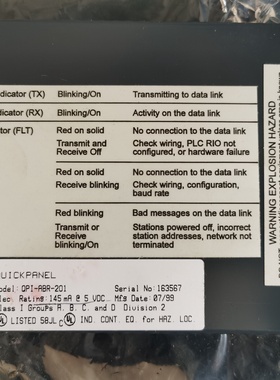 dicator (TX) Blinking/On Transmitting to data link
dicator (RX) Blinking/On Activity on the data link
tor (FLT) Red on solid No connection to the data link
Transmit and Check wiring, PLC RIO not
Receive Off configured, or hardware failure
Red on solid No connection to the data link
Receive blinking Check wiring, configuration,
baud rate
Red blinking Bad messages on the data link
Transmit or Stations powered off, incorrect
Receive station addresses, network not
blinking/On terminated
WARNING EXPLOSION HAZARD
UICKPANEL
odel: QPI-ABR-201 Serial No: 163567
lec. Rating: 145 mA @ 5 VDC Mfg Date 07/99
lass I Groups A, B, C, and D Division 2
UL LISTED 58JL IND. CONT. EQ. for HAZ. LOC